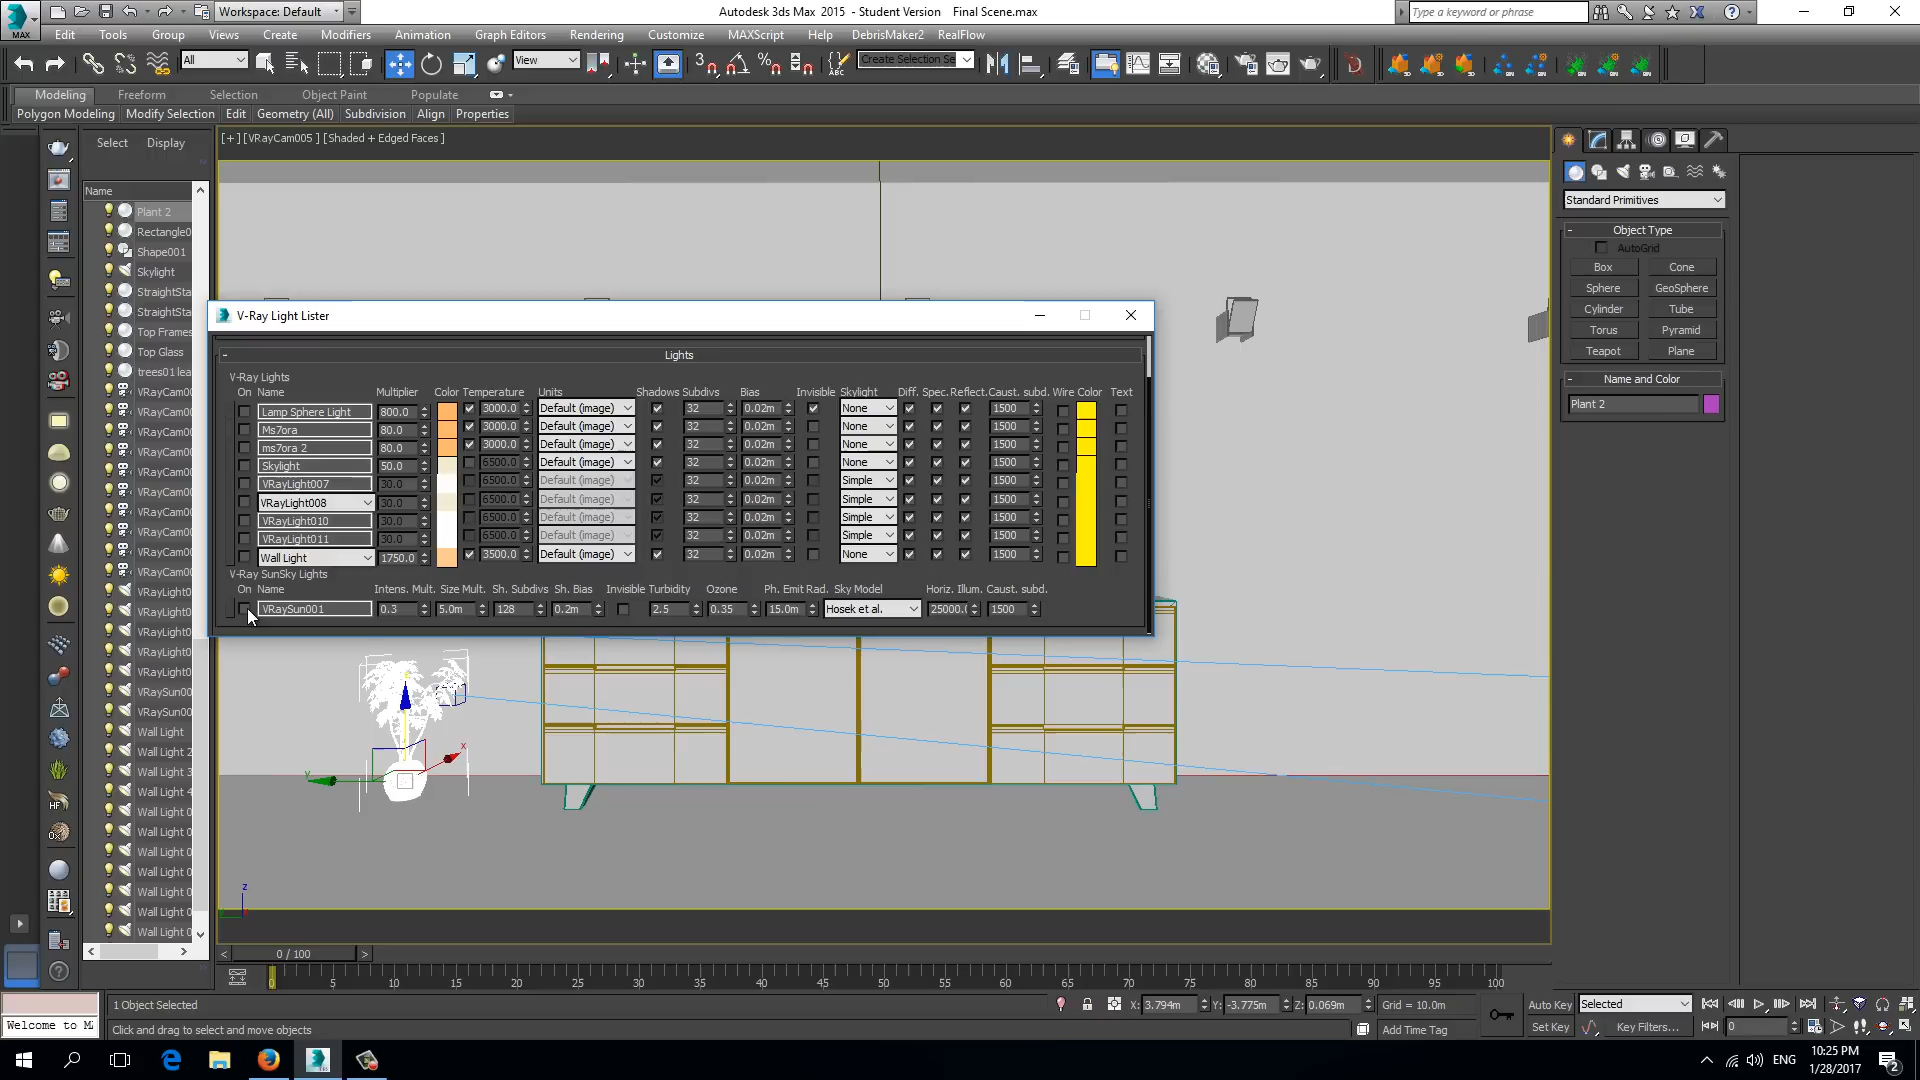 Workspace: Default
Autodesk 3ds Max 2015 - Student Version Final Scene.max
Type a keyword or phrase
MAX
Edit Tools Group Views Create Modifiers Animation Graph Editors Rendering Customize MAXScript Help DebrisMaker2 RealFlow
All View Create Selection Se
Modeling Freeform Selection Object Paint Populate
Polygon Modeling Modify Selection Edit Geometry (All) Subdivision Align Properties
[+] [VRayCam005] [Shaded + Edged Faces]
Select Display
Name
Plant 2
Rectangle0
Shape001
Skylight
StraightSta
StraightSta
Top Frames
Top Glass
trees01 lea
VRayCam00
VRayCam00
VRayCam00
VRayCam00
VRayCam00
VRayCam00
VRayCam00
VRayCam00
VRayCam00
VRayCam00
VRayLight0
VRayLight0
VRayLight0
VRayLight0
VRayLight0
VRaySun00
VRaySun00
Wall Light
Wall Light 2
Wall Light 3
Wall Light 4
Wall Light 0
Wall Light 0
Wall Light 0
Wall Light 0
Wall Light 0
Wall Light 0
Wall Light 0
V-Ray Light Lister
Lights
V-Ray Lights
On Name Multiplier Color Temperature Units Shadows Subdivs Bias Invisible Skylight Diff. Spec. Reflect. Caust. subd. Wire Color Text
Lamp Sphere Light 800.0 3000.0 Default (image) 32 0.02m None 1500
Ms7ora 80.0 3000.0 Default (image) 32 0.02m None 1500
ms7ora 2 80.0 3000.0 Default (image) 32 0.02m None 1500
Skylight 50.0 6500.0 Default (image) 32 0.02m None 1500
VRayLight007 30.0 6500.0 Default (image) 32 0.02m Simple 1500
VRayLight008 30.0 6500.0 Default (image) 32 0.02m Simple 1500
VRayLight010 30.0 6500.0 Default (image) 32 0.02m Simple 1500
VRayLight011 30.0 6500.0 Default (image) 32 0.02m Simple 1500
Wall Light 1750.0 3500.0 Default (image) 32 0.02m None 1500
V-Ray SunSky Lights
On Name Intens. Mult. Size Mult. Sh. Subdivs Sh. Bias Invisible Turbidity Ozone Ph. Emit Rad. Sky Model Horiz. Illum. Caust. subd.
VRaySun001 0.3 5.0m 128 0.2m 2.5 0.35 15.0m Hosek et al. 25000.( 1500
Standard Primitives
Object Type
AutoGrid
Box Cone
Sphere GeoSphere
Cylinder Tube
Torus Pyramid
Teapot Plane
Name and Color
Plant 2
z
x
y
z
0 / 100
0 5 10 15 20 25 30 35 40 45 50 55 60 65 70 75 80 85 90 95 100
1 Object Selected X: 3.794m Y: -3.775m Z: 0.069m Grid = 10.0m Auto Key Selected
Welcome to M Click and drag to select and move objects Add Time Tag Set Key Key Filters... 0
ENG
10:25 PM
1/28/2017
2